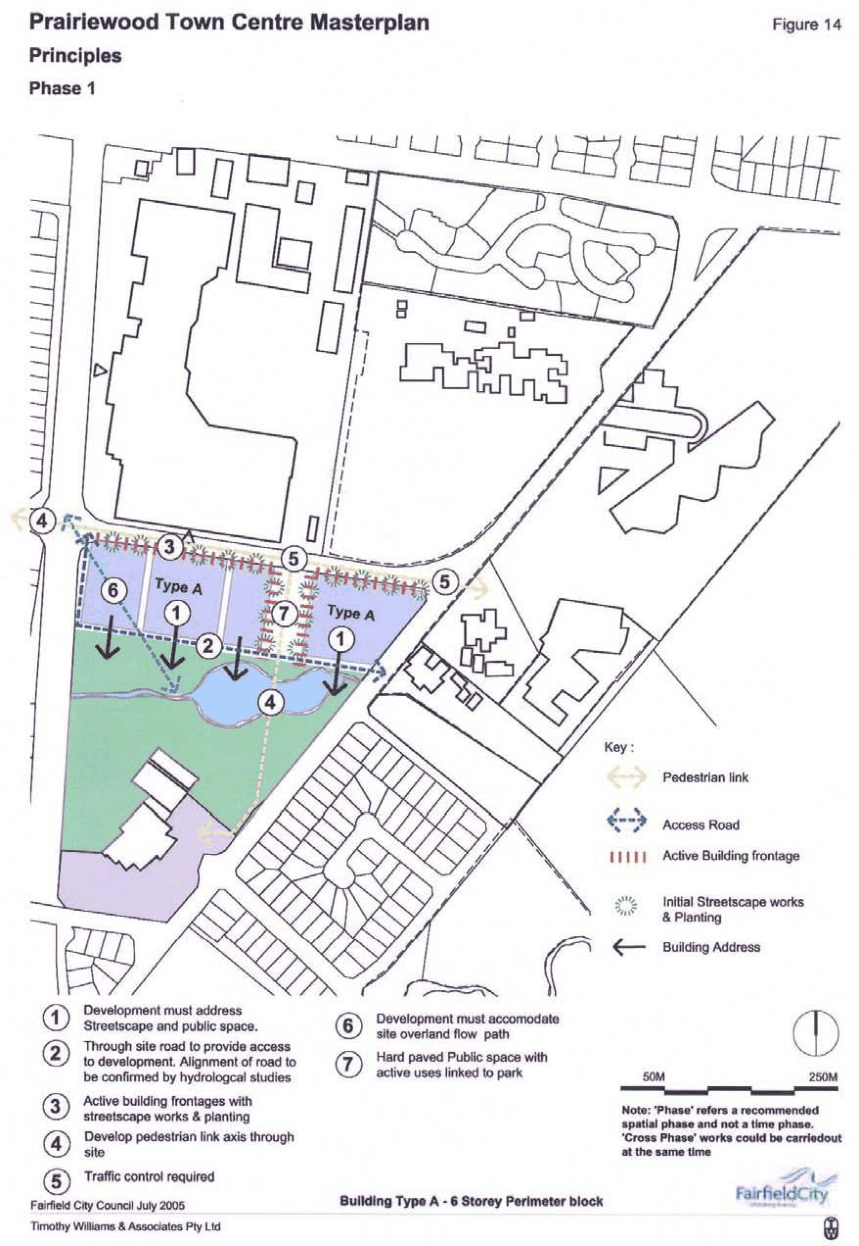 Prairiewood Town Centre Masterplan
Figure 14
Principles
Phase 1
4
3
5
5
6
Type A
1
7
Type A
1
2
4
Key :
Pedestrian link
Access Road
Active Building frontage
Initial Streetscape works
& Planting
Building Address
1 Development must address
Streetscape and public space.
2 Through site road to provide access
to development. Alignment of road to
be confirmed by hydrologcal studies
3 Active building frontages with
streetscape works & planting
4 Develop pedestrian link axis through
site
5 Traffic control required
6 Development must accomodate
site overland flow path
7 Hard paved Public space with
active uses linked to park
50M 250M
Note: 'Phase' refers a recommended
spatial phase and not a time phase.
'Cross Phase' works could be carriedout
at the same time
Fairfield City Council July 2005
Building Type A - 6 Storey Perimeter block
FairfieldCity
Timothy Williams & Associates Pty Ltd